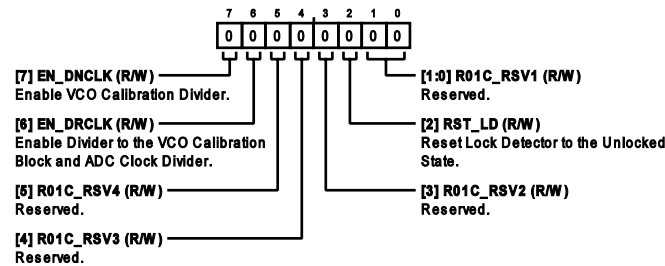 7 6 5 4 3 2 1 0
0 0 0 0 0 0 0 0
[7] EN_DNCLK (R/W)
Enable VCO Calibration Divider.
[6] EN_DRCLK (R/W)
Enable Divider to the VCO Calibration
Block and ADC Clock Divider.
[5] R01C_RSV4 (R/W)
Reserved.
[4] R01C_RSV3 (R/W)
Reserved.
[1:0] R01C_RSV1 (R/W)
Reserved.
[2] RST_LD (R/W)
Reset Lock Detector to the Unlocked
State.
[3] R01C_RSV2 (R/W)
Reserved.